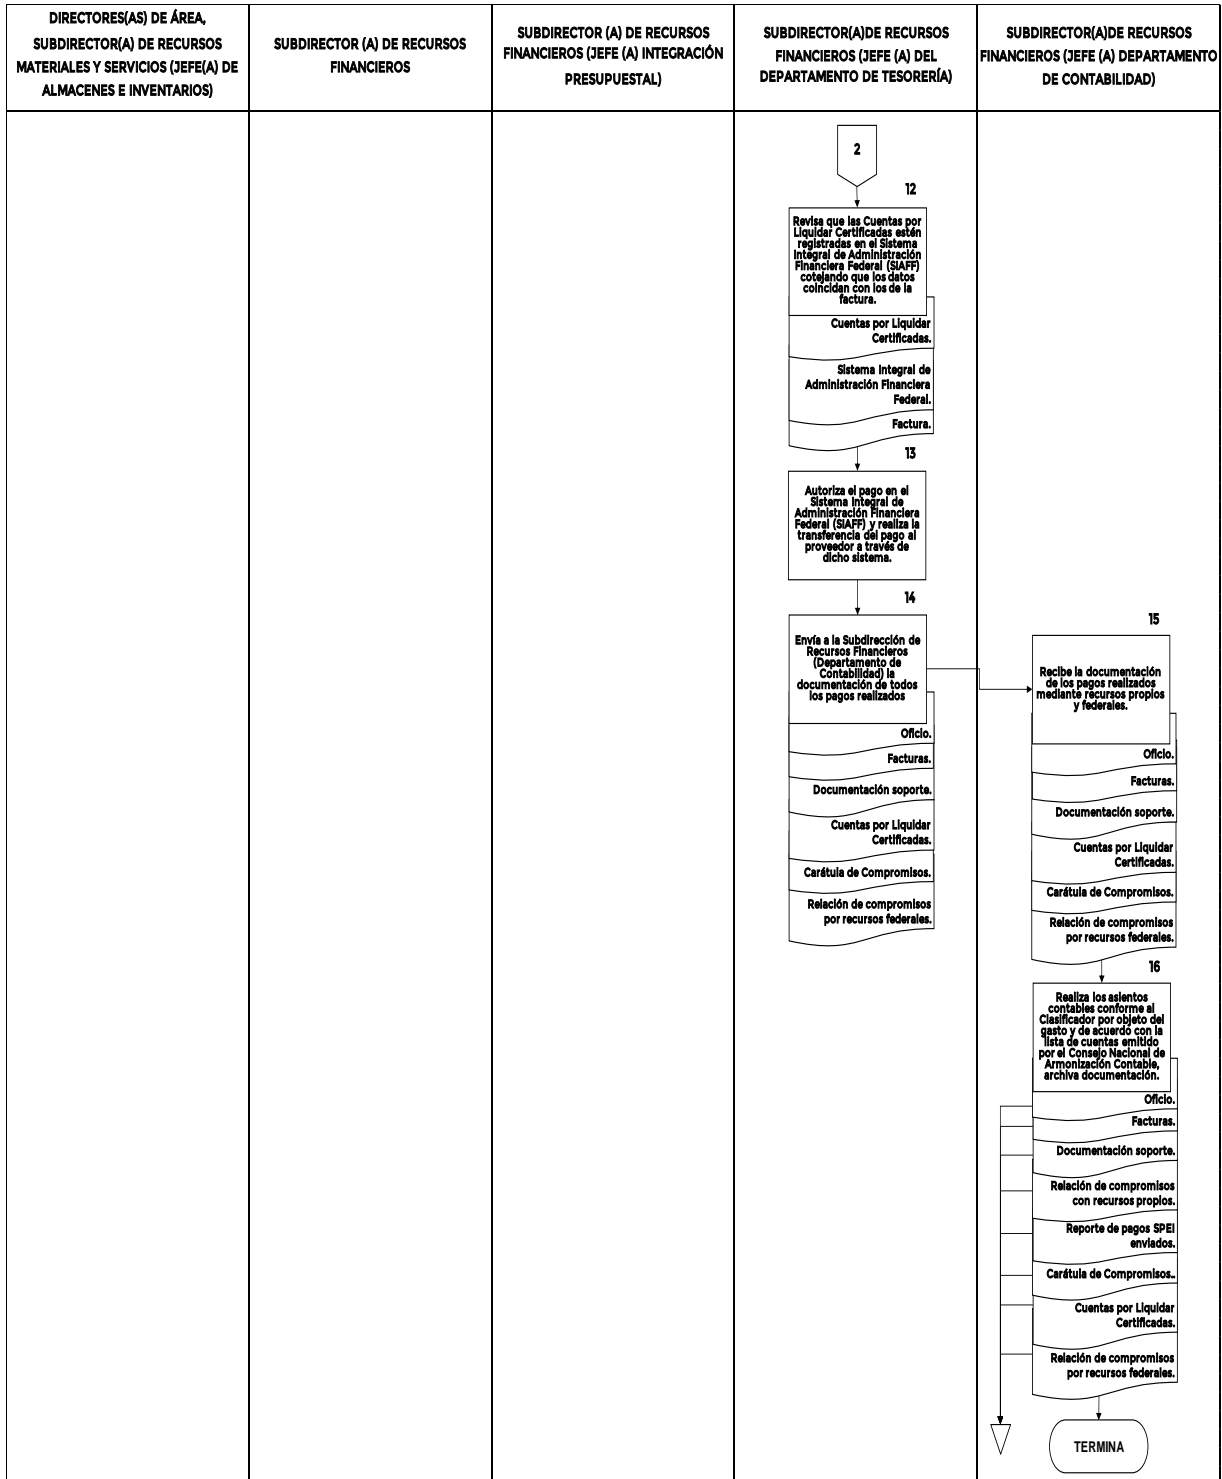 DIRECTORES(AS) DE ÁREA,
SUBDIRECTOR(A) DE RECURSOS
MATERIALES Y SERVICIOS (JEFE(A) DE
ALMACENES E INVENTARIOS)
SUBDIRECTOR (A) DE RECURSOS
FINANCIEROS
SUBDIRECTOR (A) DE RECURSOS
FINANCIEROS (JEFE (A) INTEGRACIÓN
PRESUPUESTAL)
SUBDIRECTOR(A)DE RECURSOS
FINANCIEROS (JEFE (A) DEL
DEPARTAMENTO DE TESORERÍA)
SUBDIRECTOR(A)DE RECURSOS
FINANCIEROS (JEFE (A) DEPARTAMENTO
DE CONTABILIDAD)
2
12
Revisa que las Cuentas por
Liquidar Certificadas estén
registradas en el Sistema
Integral de Administración
Financiera Federal (SIAFF)
cotejando que los datos
coincidan con los de la
factura.
Cuentas por Liquidar
Certificadas.
Sistema Integral de
Administración Financiera
Federal.
Factura.
13
Autoriza el pago en el
Sistema Integral de
Administración Financiera
Federal (SIAFF) y realiza la
transferencia del pago al
proveedor a través de
dicho sistema.
14
Envía a la Subdirección de
Recursos Financieros
(Departamento de
Contabilidad) la
documentación de todos
los pagos realizados
Oficio.
Facturas.
Documentación soporte.
Cuentas por Liquidar
Certificadas.
Carátula de Compromisos.
Relación de compromisos
por recursos federales.
15
Recibe la documentación
de los pagos realizados
mediante recursos propios
y federales.
Oficio.
Facturas.
Documentación soporte.
Cuentas por Liquidar
Certificadas.
Carátula de Compromisos.
Relación de compromisos
por recursos federales.
16
Realiza los asientos
contables conforme al
Clasificador por objeto del
gasto y de acuerdo con la
lista de cuentas emitido
por el Consejo Nacional de
Armonización Contable,
archiva documentación.
Oficio.
Facturas.
Documentación soporte.
Relación de compromisos
con recursos propios.
Reporte de pagos SPEI
enviados.
Carátula de Compromisos..
Cuentas por Liquidar
Certificadas.
Relación de compromisos
por recursos federales.
TERMINA